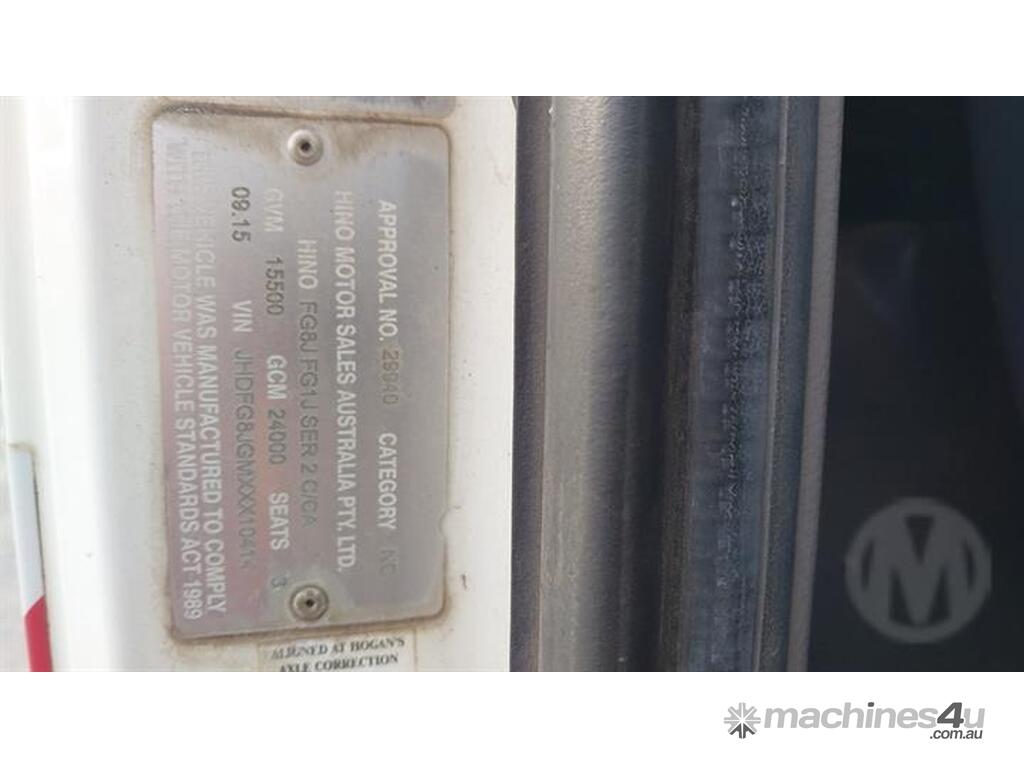 APPROVAL NO. 29940 CATEGORY NC
HINO MOTOR SALES AUSTRALIA PTY. LTD.
HINO FG8J FG1J SER 2 C/CA
GVM 15500 GCM 24000 SEATS 3
09.15 VIN JHDFG8JGMXXX10414
THIS VEHICLE WAS MANUFACTURED TO COMPLY
WITH THE MOTOR VEHICLE STANDARDS ACT 1989
ALIGNED AT HOGAN'S
AXLE CORRECTION
M
machines4u
.com.au